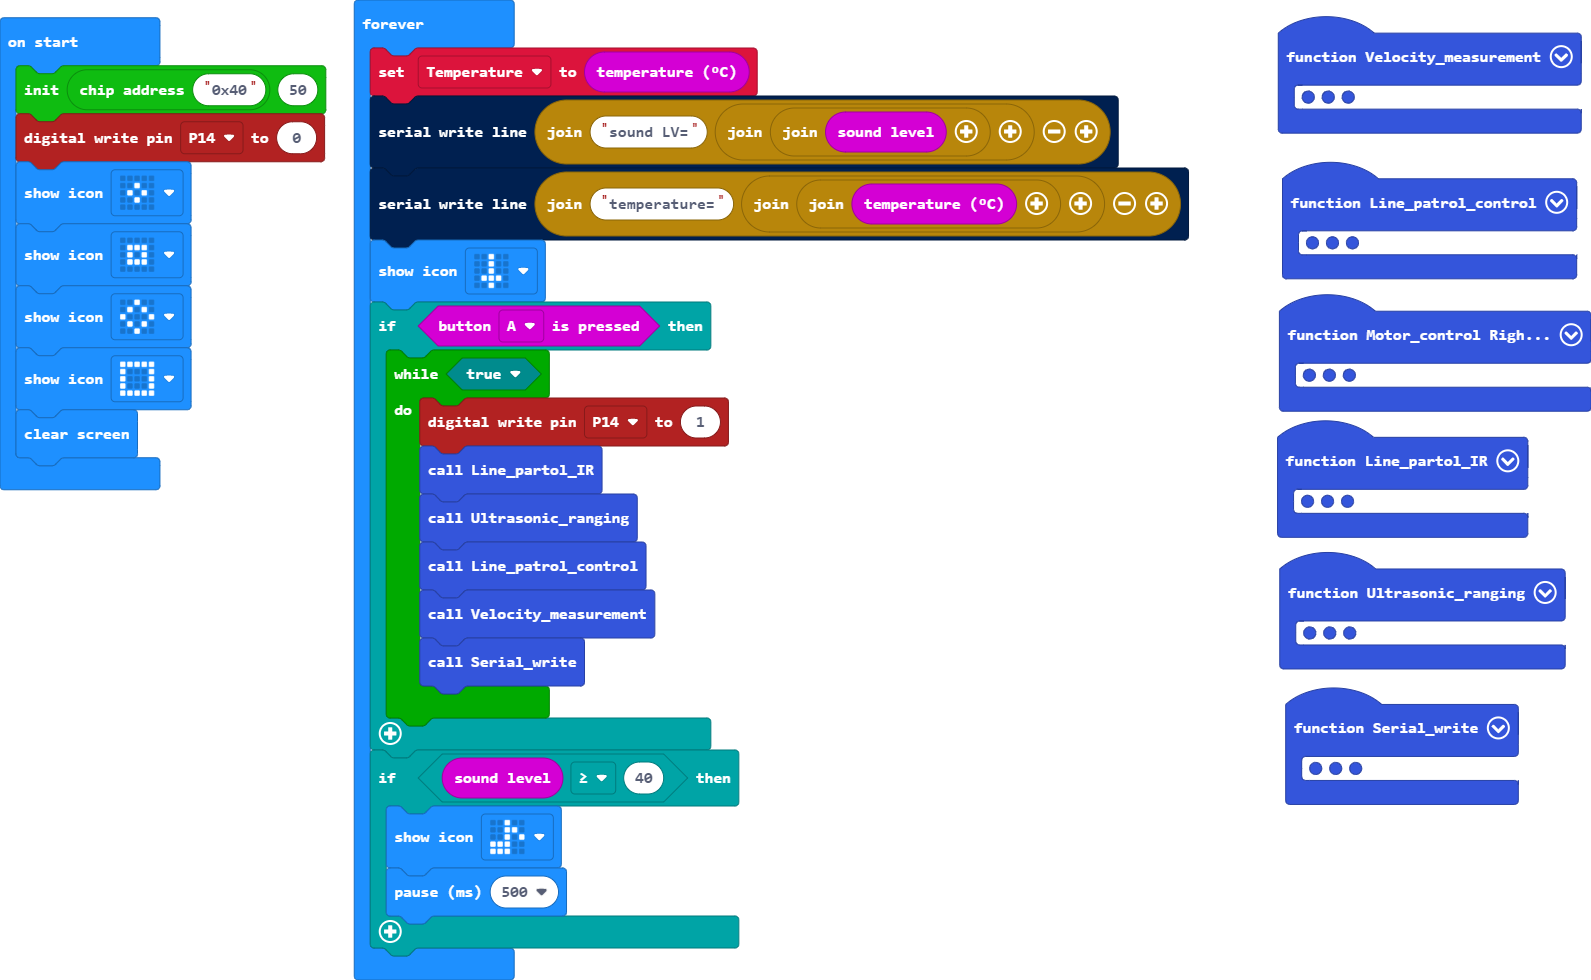 on start
init chip address "0x40" 50
digital write pin P14 to 0
show icon
show icon
show icon
show icon
clear screen
forever
set Temperature to temperature (ºC)
serial write line join "sound LV=" join join sound level
serial write line join "temperature=" join join temperature (ºC)
show icon
if button A is pressed then
while true
do
digital write pin P14 to 1
call Line_partol_IR
call Ultrasonic_ranging
call Line_patrol_control
call Velocity_measurement
call Serial_write
if sound level ≥ 40 then
show icon
pause (ms) 500
function Velocity_measurement
function Line_patrol_control
function Motor_control Righ...
function Line_partol_IR
function Ultrasonic_ranging
function Serial_write